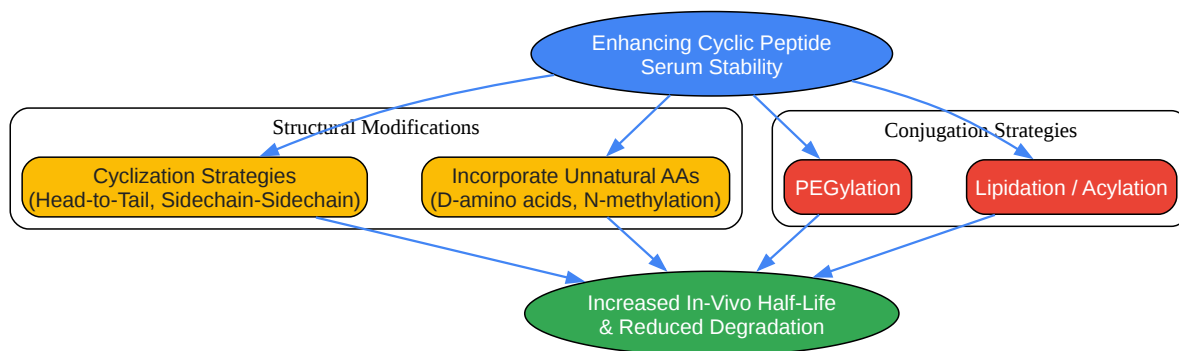 Enhancing Cyclic Peptide
Serum Stability
Structural Modifications
Conjugation Strategies
Cyclization Strategies
(Head-to-Tail, Sidechain-Sidechain)
Incorporate Unnatural AAs
(D-amino acids, N-methylation)
PEGylation
Lipidation / Acylation
Increased In-Vivo Half-Life
& Reduced Degradation